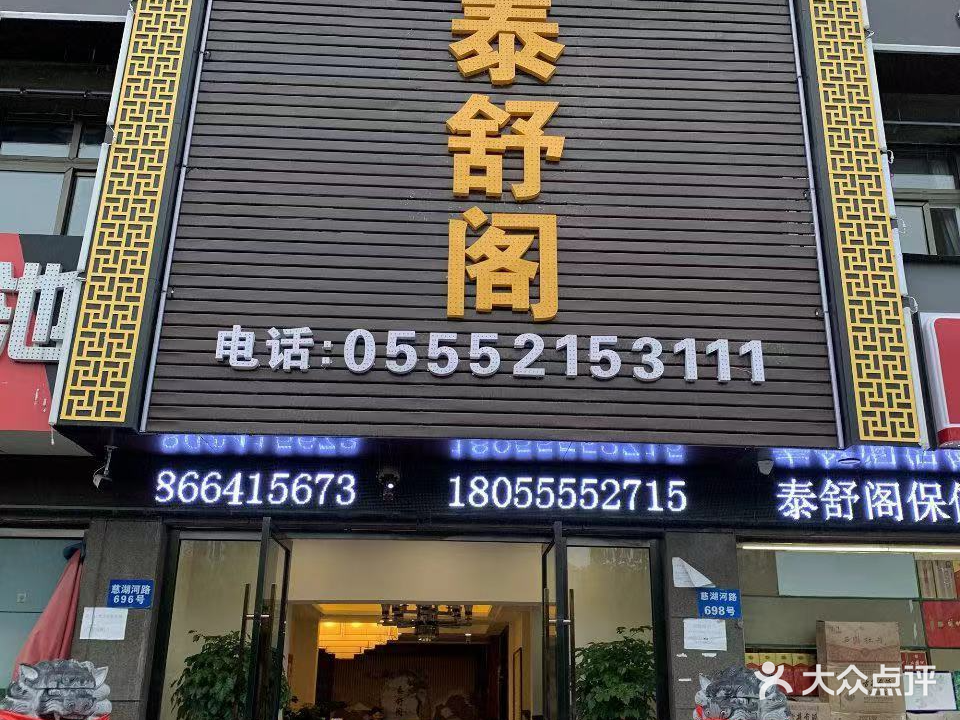 泰舒阁
电话:05552153111
866415673
18055552715
泰舒阁保
慈湖河路
696号
慈湖河路
698号
大众点评